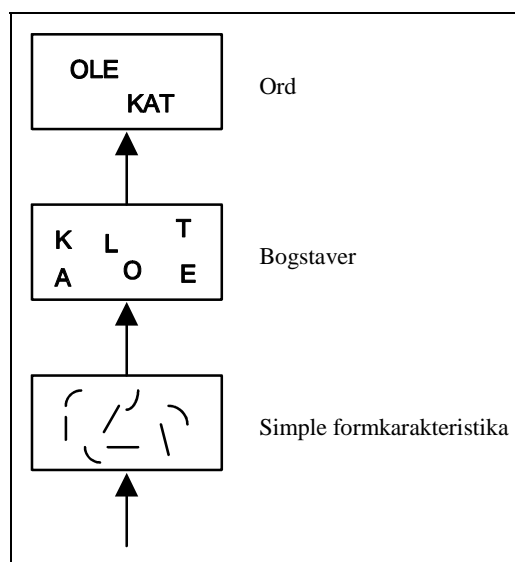 OLE
KAT
Ord
K L T
A O E
Bogstaver
Simple formkarakteristika